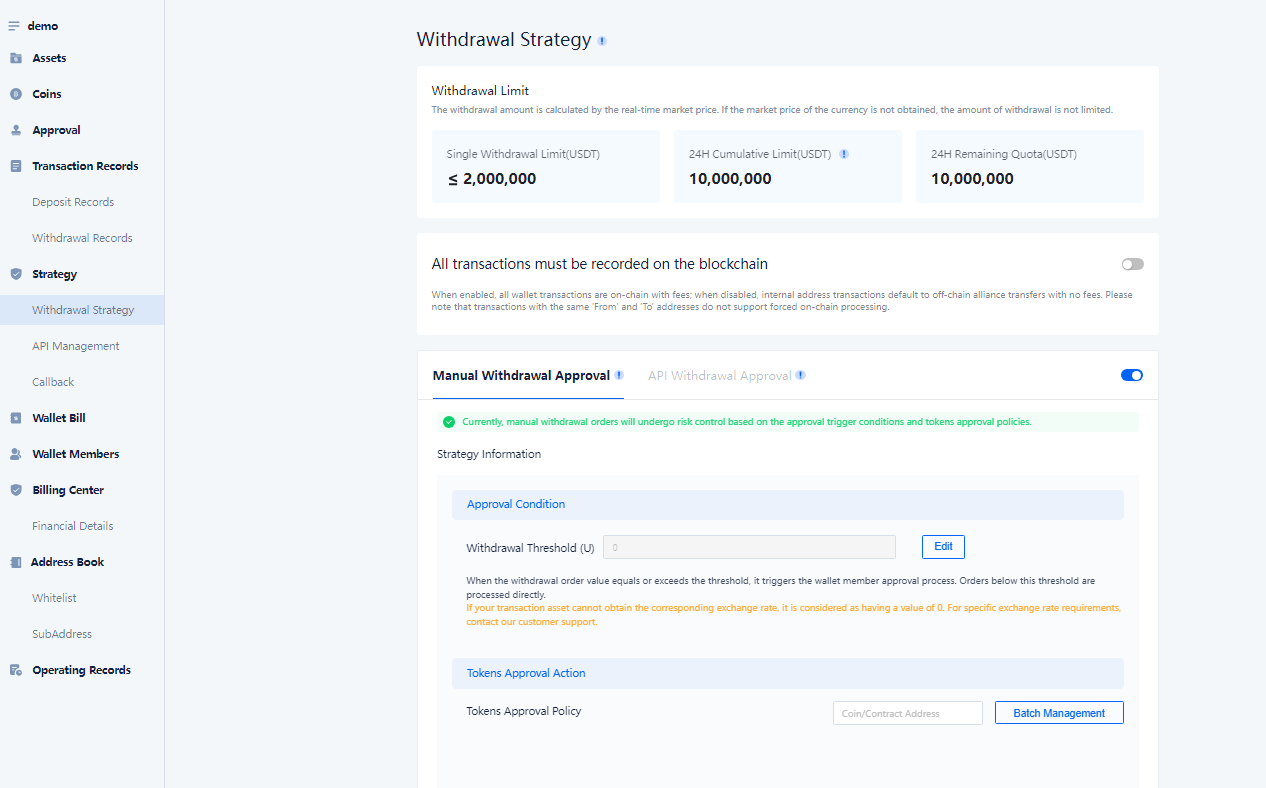 demo
Assets
Coins
Approval
Transaction Records
Deposit Records
Withdrawal Records
Strategy
Withdrawal Strategy
API Management
Callback
Wallet Bill
Wallet Members
Billing Center
Financial Details
Address Book
Whitelist
SubAddress
Operating Records
Withdrawal Strategy
Withdrawal Limit
The withdrawal amount is calculated by the real-time market price. If the market price of the currency is not obtained, the amount of withdrawal is not limited.
Single Withdrawal Limit(USDT)
≤ 2,000,000
24H Cumulative Limit(USDT)
10,000,000
24H Remaining Quota(USDT)
10,000,000
All transactions must be recorded on the blockchain
When enabled, all wallet transactions are on-chain with fees; when disabled, internal address transactions default to off-chain alliance transfers with no fees. Please
note that transactions with the same 'From' and 'To' addresses do not support forced on-chain processing.
Manual Withdrawal Approval
API Withdrawal Approval
Currently, manual withdrawal orders will undergo risk control based on the approval trigger conditions and tokens approval policies.
Strategy Information
Approval Condition
Withdrawal Threshold (U)
0
Edit
When the withdrawal order value equals or exceeds the threshold, it triggers the wallet member approval process. Orders below this threshold are
processed directly.
If your transaction asset cannot obtain the corresponding exchange rate, it is considered as having a value of 0. For specific exchange rate requirements,
contact our customer support.
Tokens Approval Action
Tokens Approval Policy
Coin/Contract Address
Batch Management